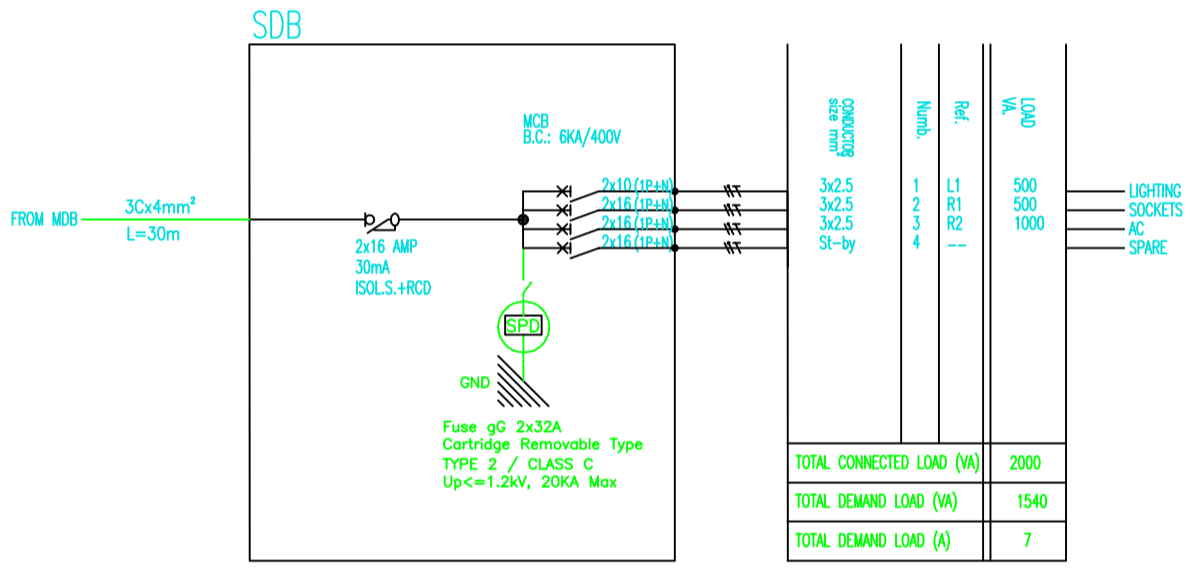 SDB
MCB
B.C.: 6KA/400V
FROM MDB
3Cx4mm²
L=30m
2x16 AMP
30mA
ISOL.S.+RCD
2x10(1P+N)
2x16(1P+N)
2x16(1P+N)
2x16(1P+N)
SPD
GND
Fuse gG 2x32A
Cartridge Removable Type
TYPE 2 / CLASS C
Up<=1.2kV, 20KA Max
CONDUCTOR
size mm²
Numb.
Ref.
LOAD
VA.
3x2.5 1 L1 500 LIGHTING
3x2.5 2 R1 500 SOCKETS
3x2.5 3 R2 1000 AC
St-by 4 -- SPARE
TOTAL CONNECTED LOAD (VA) 2000
TOTAL DEMAND LOAD (VA) 1540
TOTAL DEMAND LOAD (A) 7